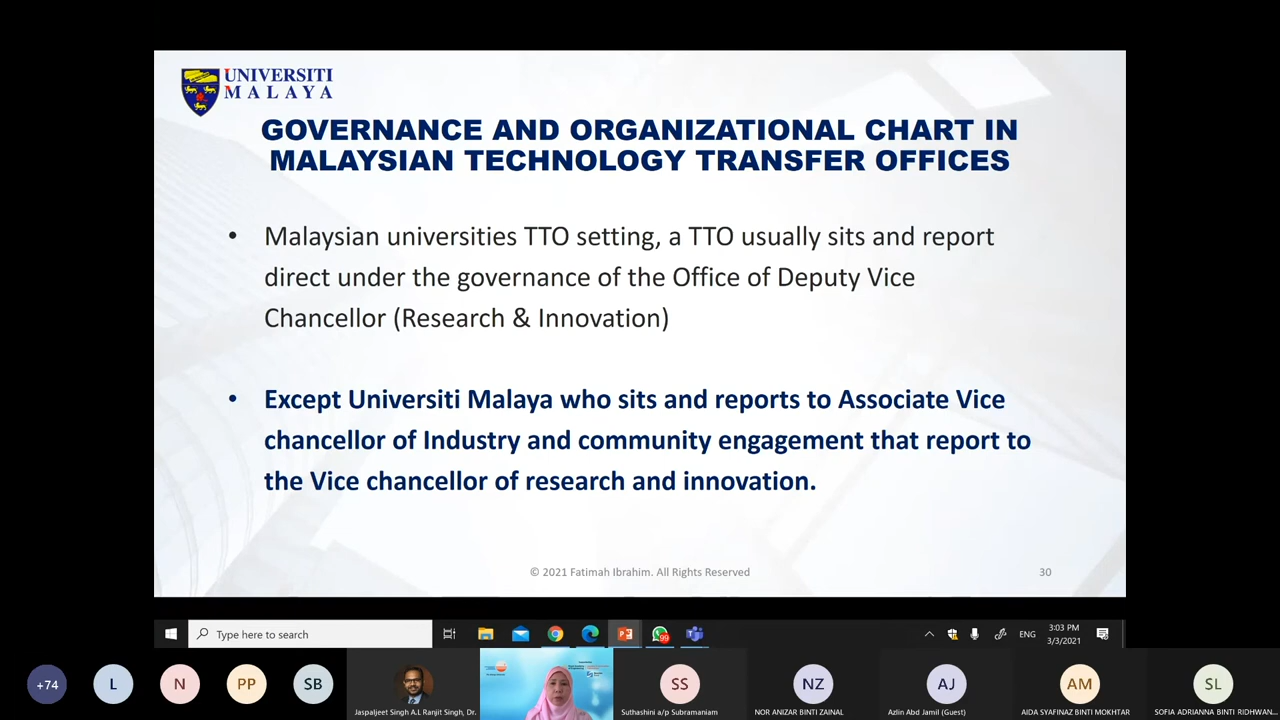 UNIVERSITI
MALAYA
GOVERNANCE AND ORGANIZATIONAL CHART IN
MALAYSIAN TECHNOLOGY TRANSFER OFFICES
• Malaysian universities TTO setting, a TTO usually sits and report
direct under the governance of the Office of Deputy Vice
Chancellor (Research & Innovation)
• Except Universiti Malaya who sits and reports to Associate Vice
chancellor of Industry and community engagement that report to
the Vice chancellor of research and innovation.
© 2021 Fatimah Ibrahim. All Rights Reserved
30
Type here to search
99
ENG
3:03 PM
3/3/2021
+74
L
N
PP
SB
SS
NZ
AJ
AM
SL
Jaspaljeet Singh A.L Ranjit Singh, Dr.
Suthashini a/p Subramaniam
NOR ANIZAR BINTI ZAINAL
Azlin Abd Jamil (Guest)
AIDA SYAFINAZ BINTI MOKHTAR
SOFIA ADRIANNA BINTI RIDHWAN...